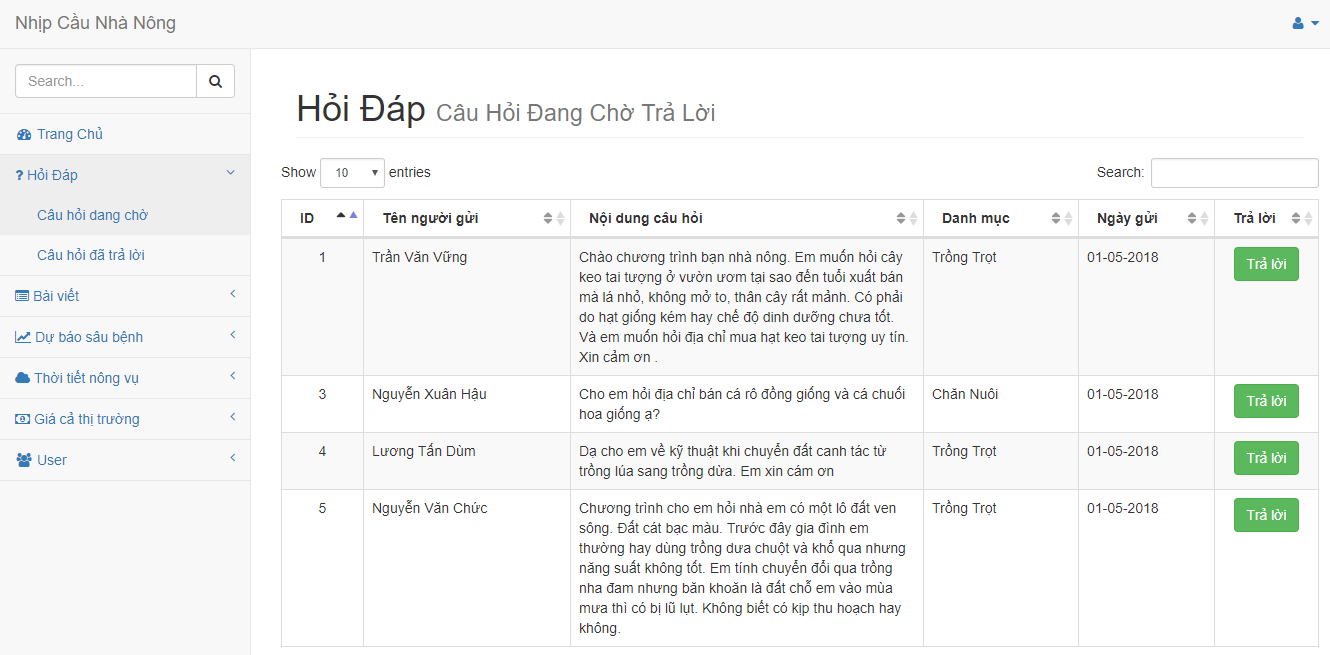 Nhịp Cầu Nhà Nông
Search...
Trang Chủ
? Hỏi Đáp
Câu hỏi dang chờ
Câu hỏi đã trả lời
Bài viết
Dự báo sâu bệnh
Thời tiết nông vụ
Giá cả thị trường
User
Hỏi Đáp Câu Hỏi Đang Chờ Trả Lời
Show 10 entries
Search:
ID Tên người gửi Nội dung câu hỏi Danh mục Ngày gửi Trả lời
1 Trần Văn Vững Chào chương trình bạn nhà nông. Em muốn hỏi cây Trồng Trọt 01-05-2018 Trả lời
keo tai tượng ở vườn ươm tại sao đến tuổi xuất bán
mà lá nhỏ, không mở to, thân cây rất mảnh. Có phải
do hạt giống kém hay chế độ dinh dưỡng chưa tốt.
Và em muốn hỏi địa chỉ mua hạt keo tai tượng uy tín.
Xin cảm ơn .
3 Nguyễn Xuân Hậu Cho em hỏi địa chỉ bán cá rô đồng giống và cá chuối Chăn Nuôi 01-05-2018 Trả lời
hoa giống ạ?
4 Lương Tấn Dùm Dạ cho em về kỹ thuật khi chuyển đất canh tác từ Trồng Trọt 01-05-2018 Trả lời
trồng lúa sang trồng dừa. Em xin cám ơn
5 Nguyễn Văn Chức Chương trình cho em hỏi nhà em có một lô đất ven Trồng Trọt 01-05-2018 Trả lời
sông. Đất cát bạc màu. Trước đây gia đình em
thường hay dùng trồng dưa chuột và khổ qua nhưng
năng suất không tốt. Em tính chuyển đổi qua trồng
nha đam nhưng băn khoăn là đất chỗ em vào mùa
mưa thì có bị lũ lụt. Không biết có kịp thu hoạch hay
không.